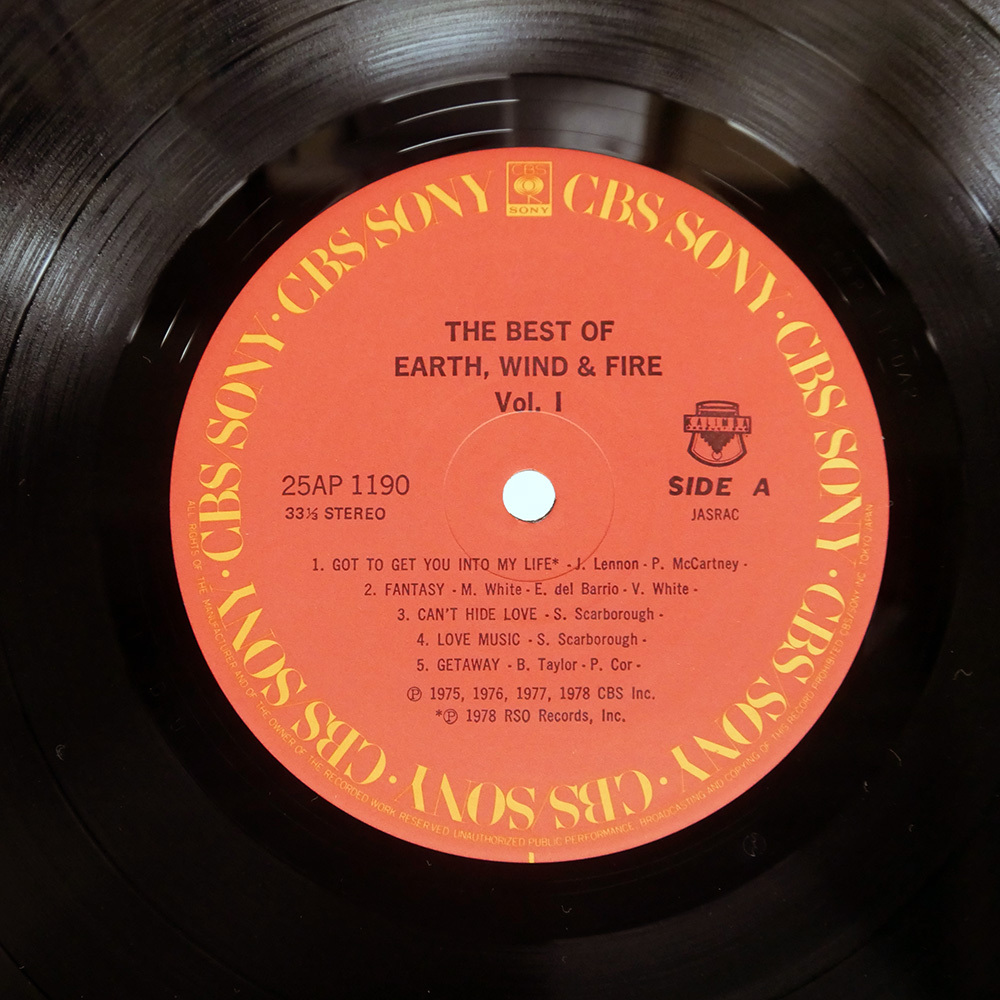 CBS/SONY · CBS/SONY · CBS/SONY · CBS/SONY · CBS/SONY · CBS/SONY · CBS/SONY · CBS SONY
CBS
SONY
THE BEST OF
EARTH, WIND & FIRE
Vol. I
KALIMBA
25AP 1190
SIDE A
33⅓ STEREO
JASRAC
1. GOT TO GET YOU INTO MY LIFE* - J. Lennon - P. McCartney -
2. FANTASY - M. White - E. del Barrio - V. White -
3. CAN'T HIDE LOVE - S. Scarborough -
4. LOVE MUSIC - S. Scarborough -
5. GETAWAY - B. Taylor - P. Cor -
Ⓟ 1975, 1976, 1977, 1978 CBS Inc.
*Ⓟ 1978 RSO Records, Inc.
ALL RIGHTS OF THE MANUFACTURER AND OF THE OWNER OF THE RECORDED WORK RESERVED UNAUTHORIZED PUBLIC PERFORMANCE BROADCASTING AND COPYING OF THIS RECORD PROHIBITED CBS/SONY INC TOKYO JAPAN